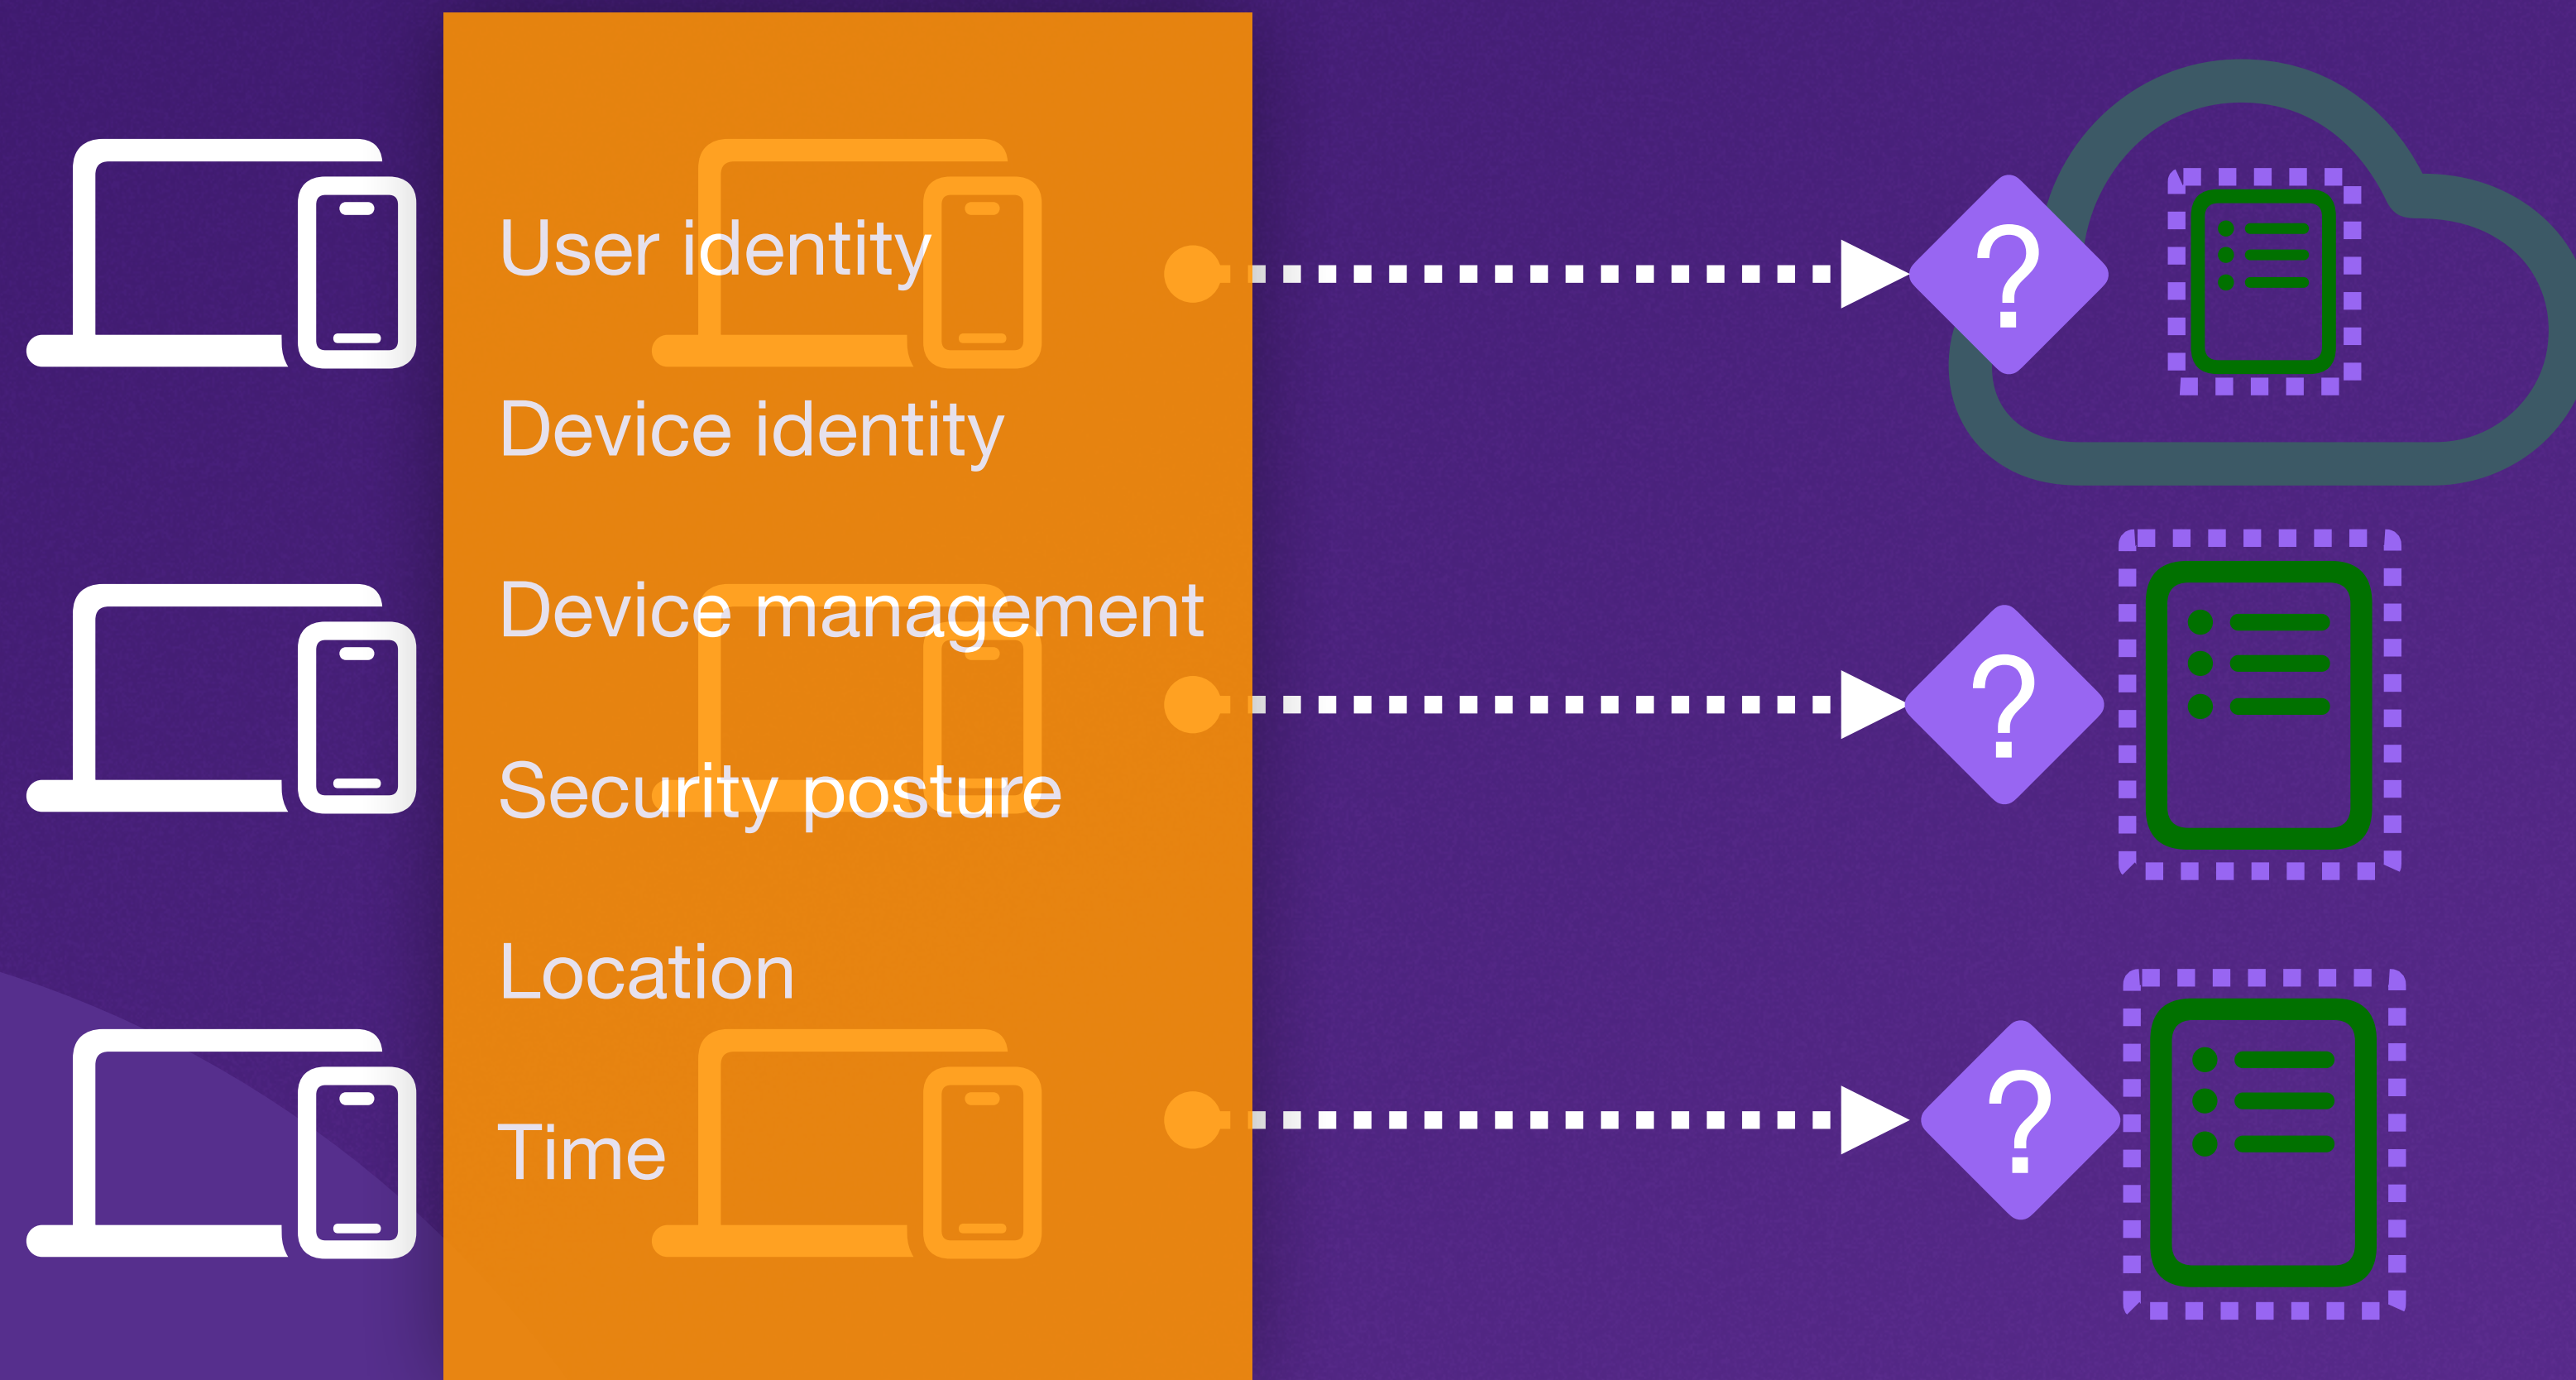 User identity
?
Device identity
Device management
?
Security posture
Location
Time
?